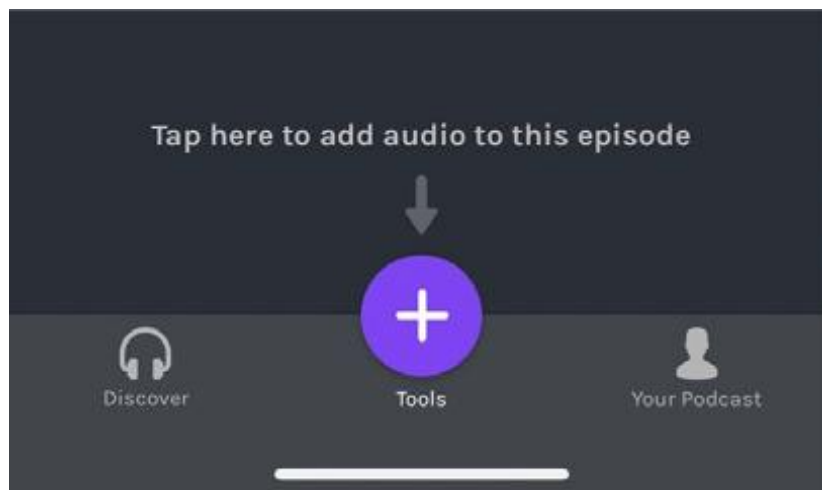 Tap here to add audio to this episode
Discover
Tools
Your Podcast